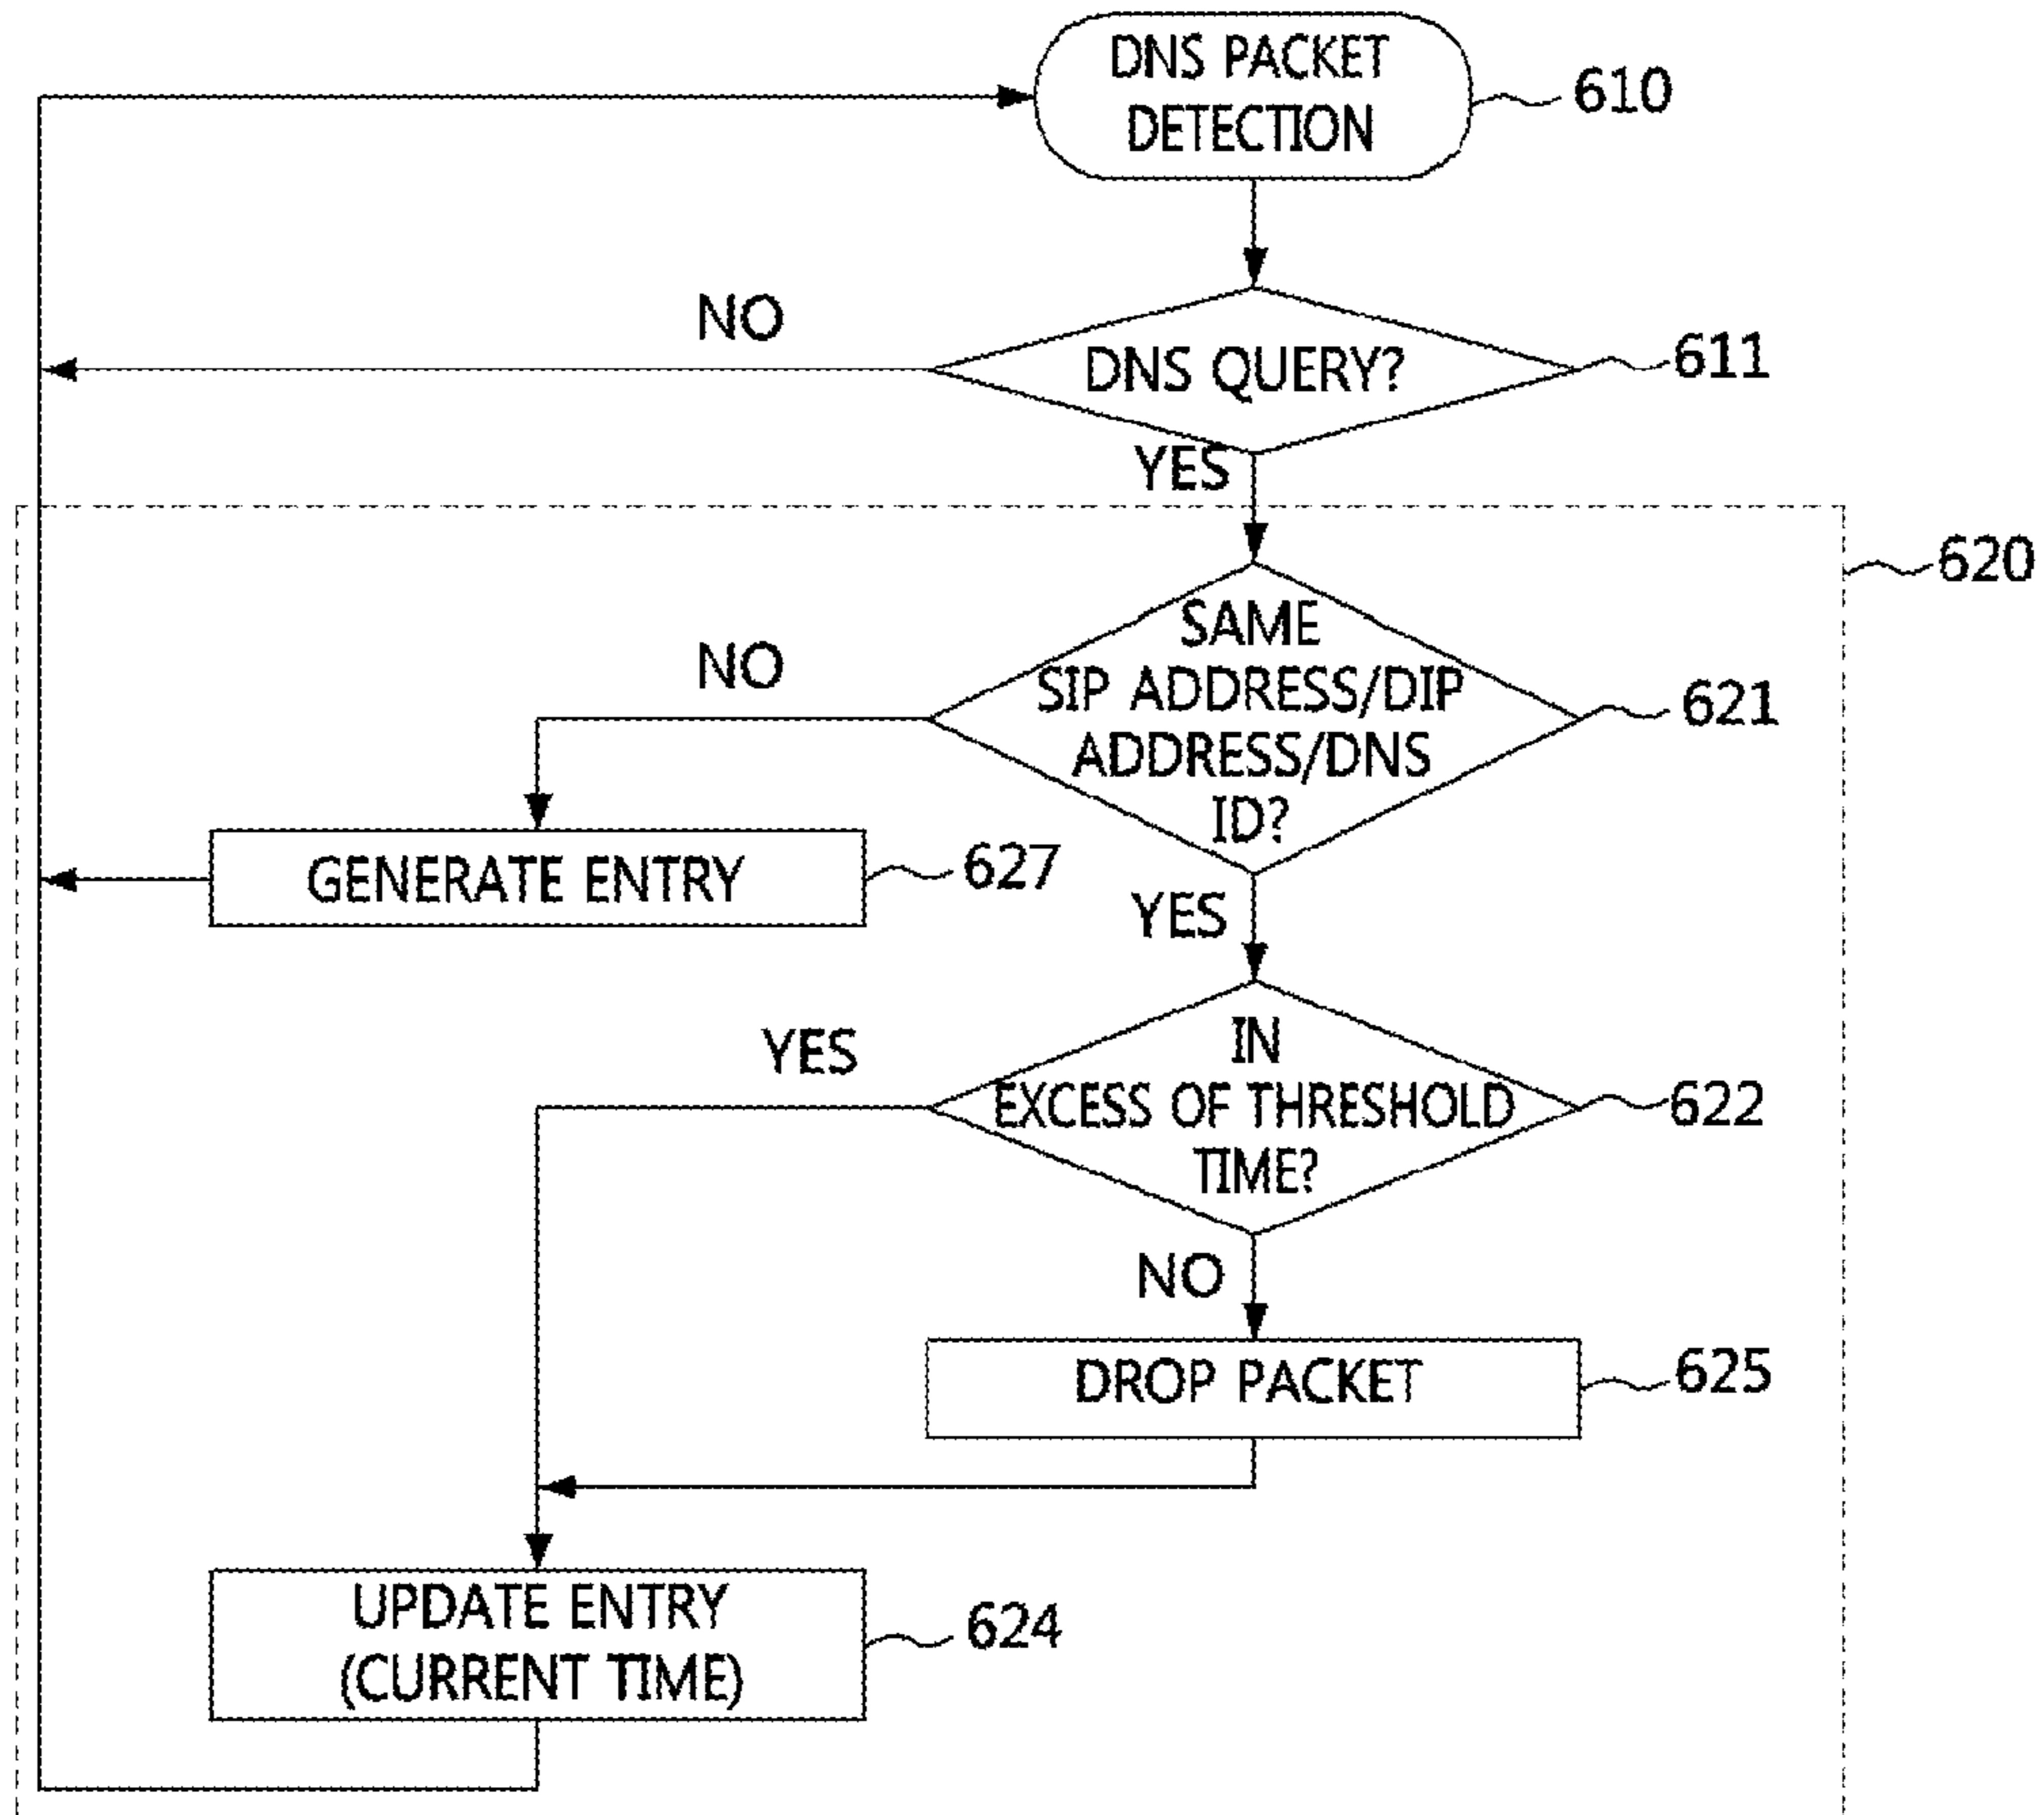 DNS PACKET
DETECTION
610
NO
DNS QUERY?
611
YES
620
SAME
SIP ADDRESS/DIP
ADDRESS/DNS
ID?
621
NO
GENERATE ENTRY
627
YES
IN
EXCESS OF THRESHOLD
TIME?
622
YES
NO
DROP PACKET
625
UPDATE ENTRY
(CURRENT TIME)
624